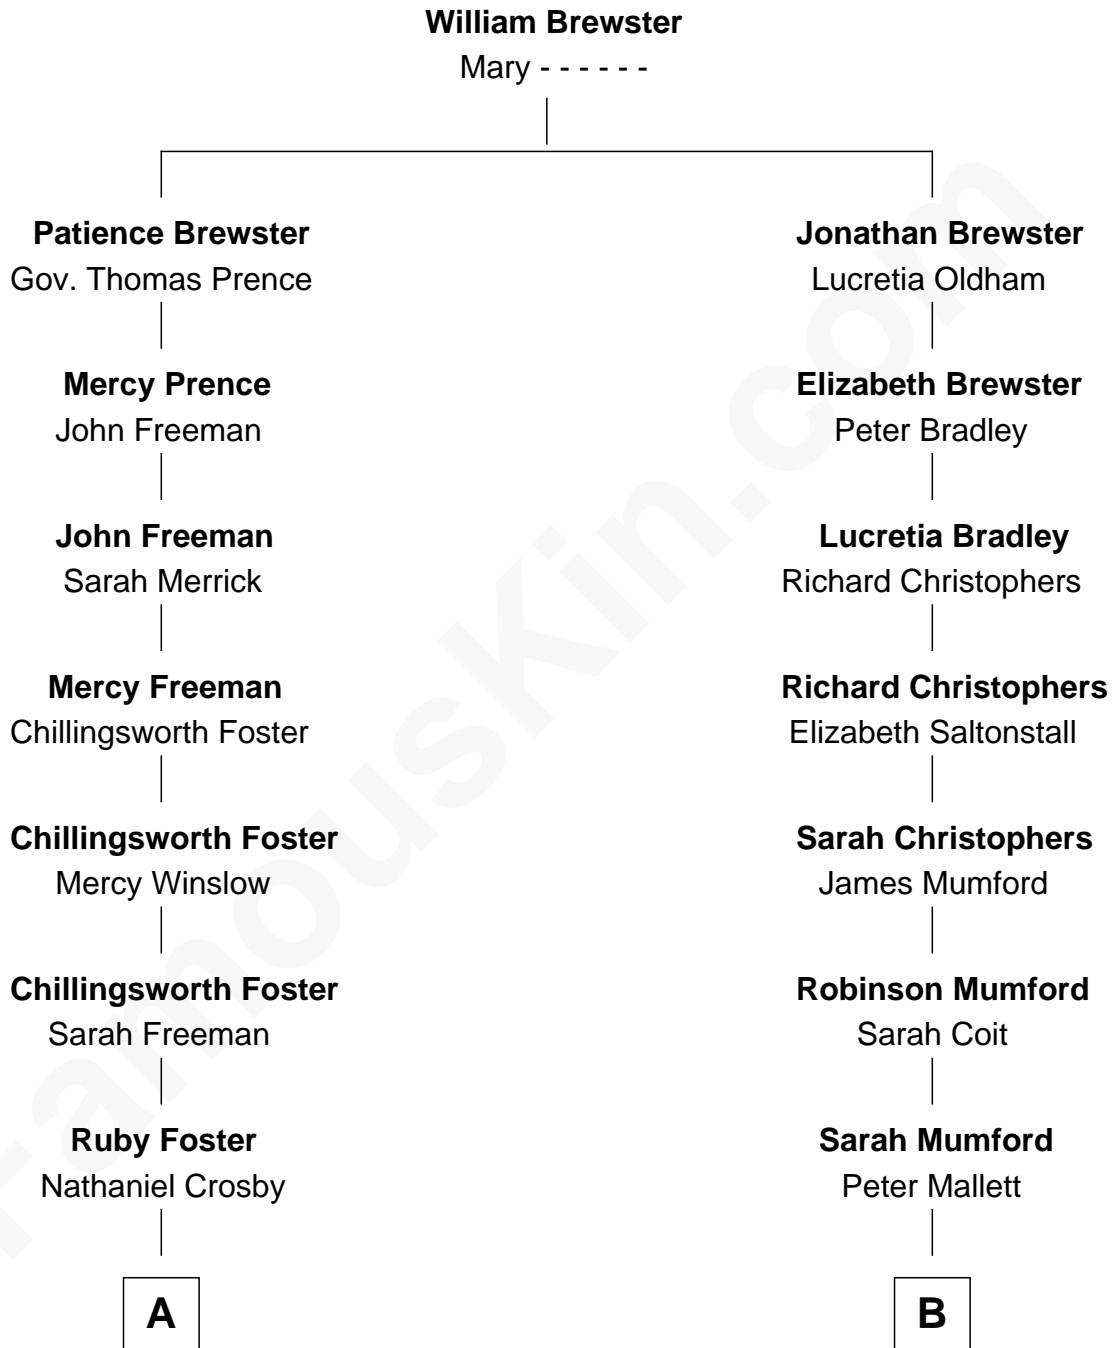 William Brewster
Mary - - - - - -
Patience Brewster
Gov. Thomas Prence
Jonathan Brewster
Lucretia Oldham
Mercy Prence
John Freeman
Elizabeth Brewster
Peter Bradley
John Freeman
Sarah Merrick
Lucretia Bradley
Richard Christophers
Mercy Freeman
Chillingsworth Foster
Richard Christophers
Elizabeth Saltonstall
Chillingsworth Foster
Mercy Winslow
Sarah Christophers
James Mumford
Chillingsworth Foster
Sarah Freeman
Robinson Mumford
Sarah Coit
Ruby Foster
Nathaniel Crosby
Sarah Mumford
Peter Mallett
A
B
FamousKin.com